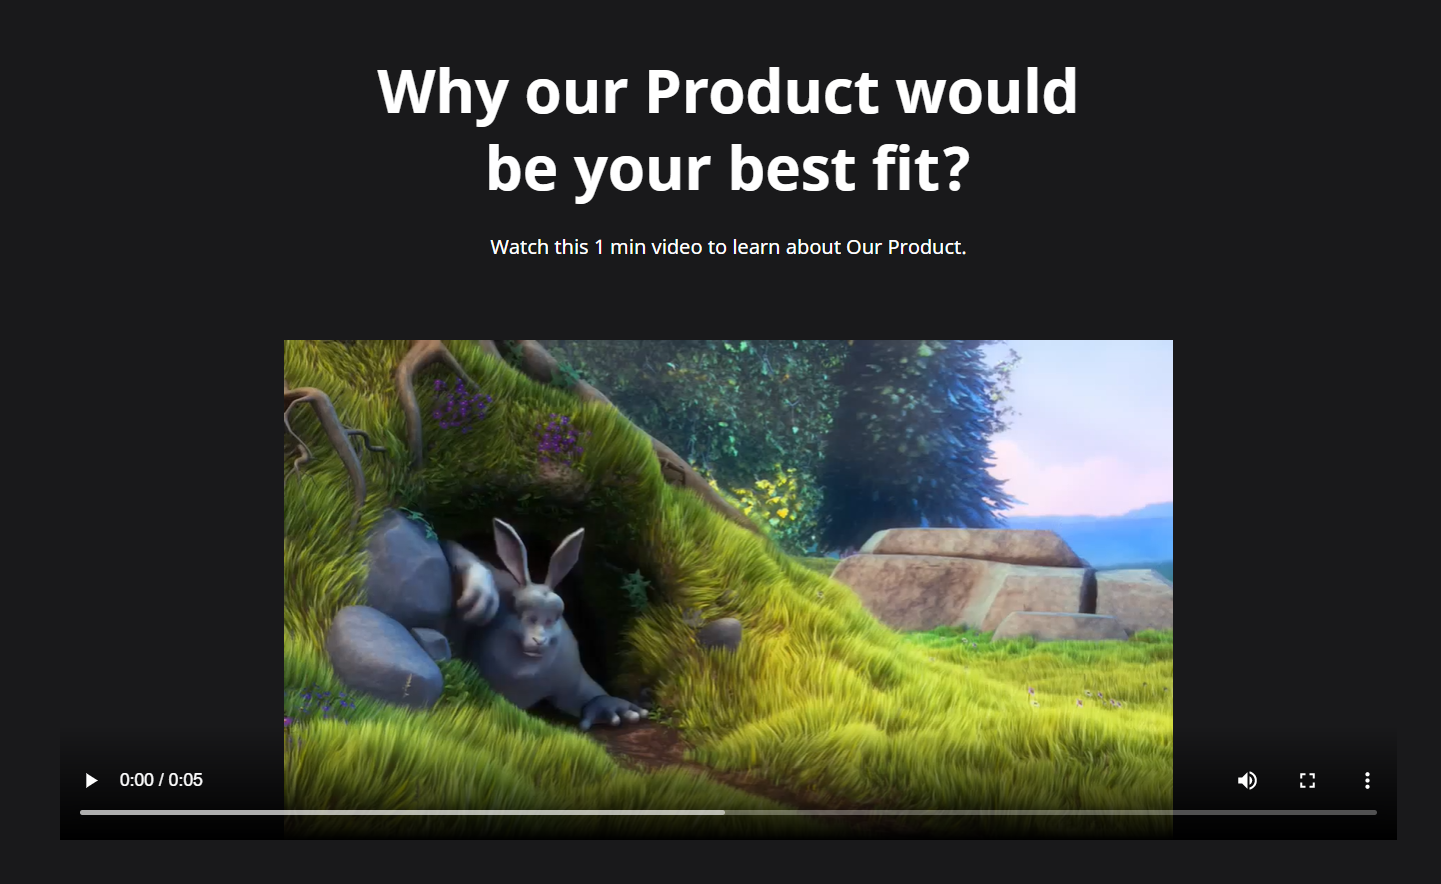 Why our Product would
be your best fit?
Watch this 1 min video to learn about Our Product.
0:00 / 0:05